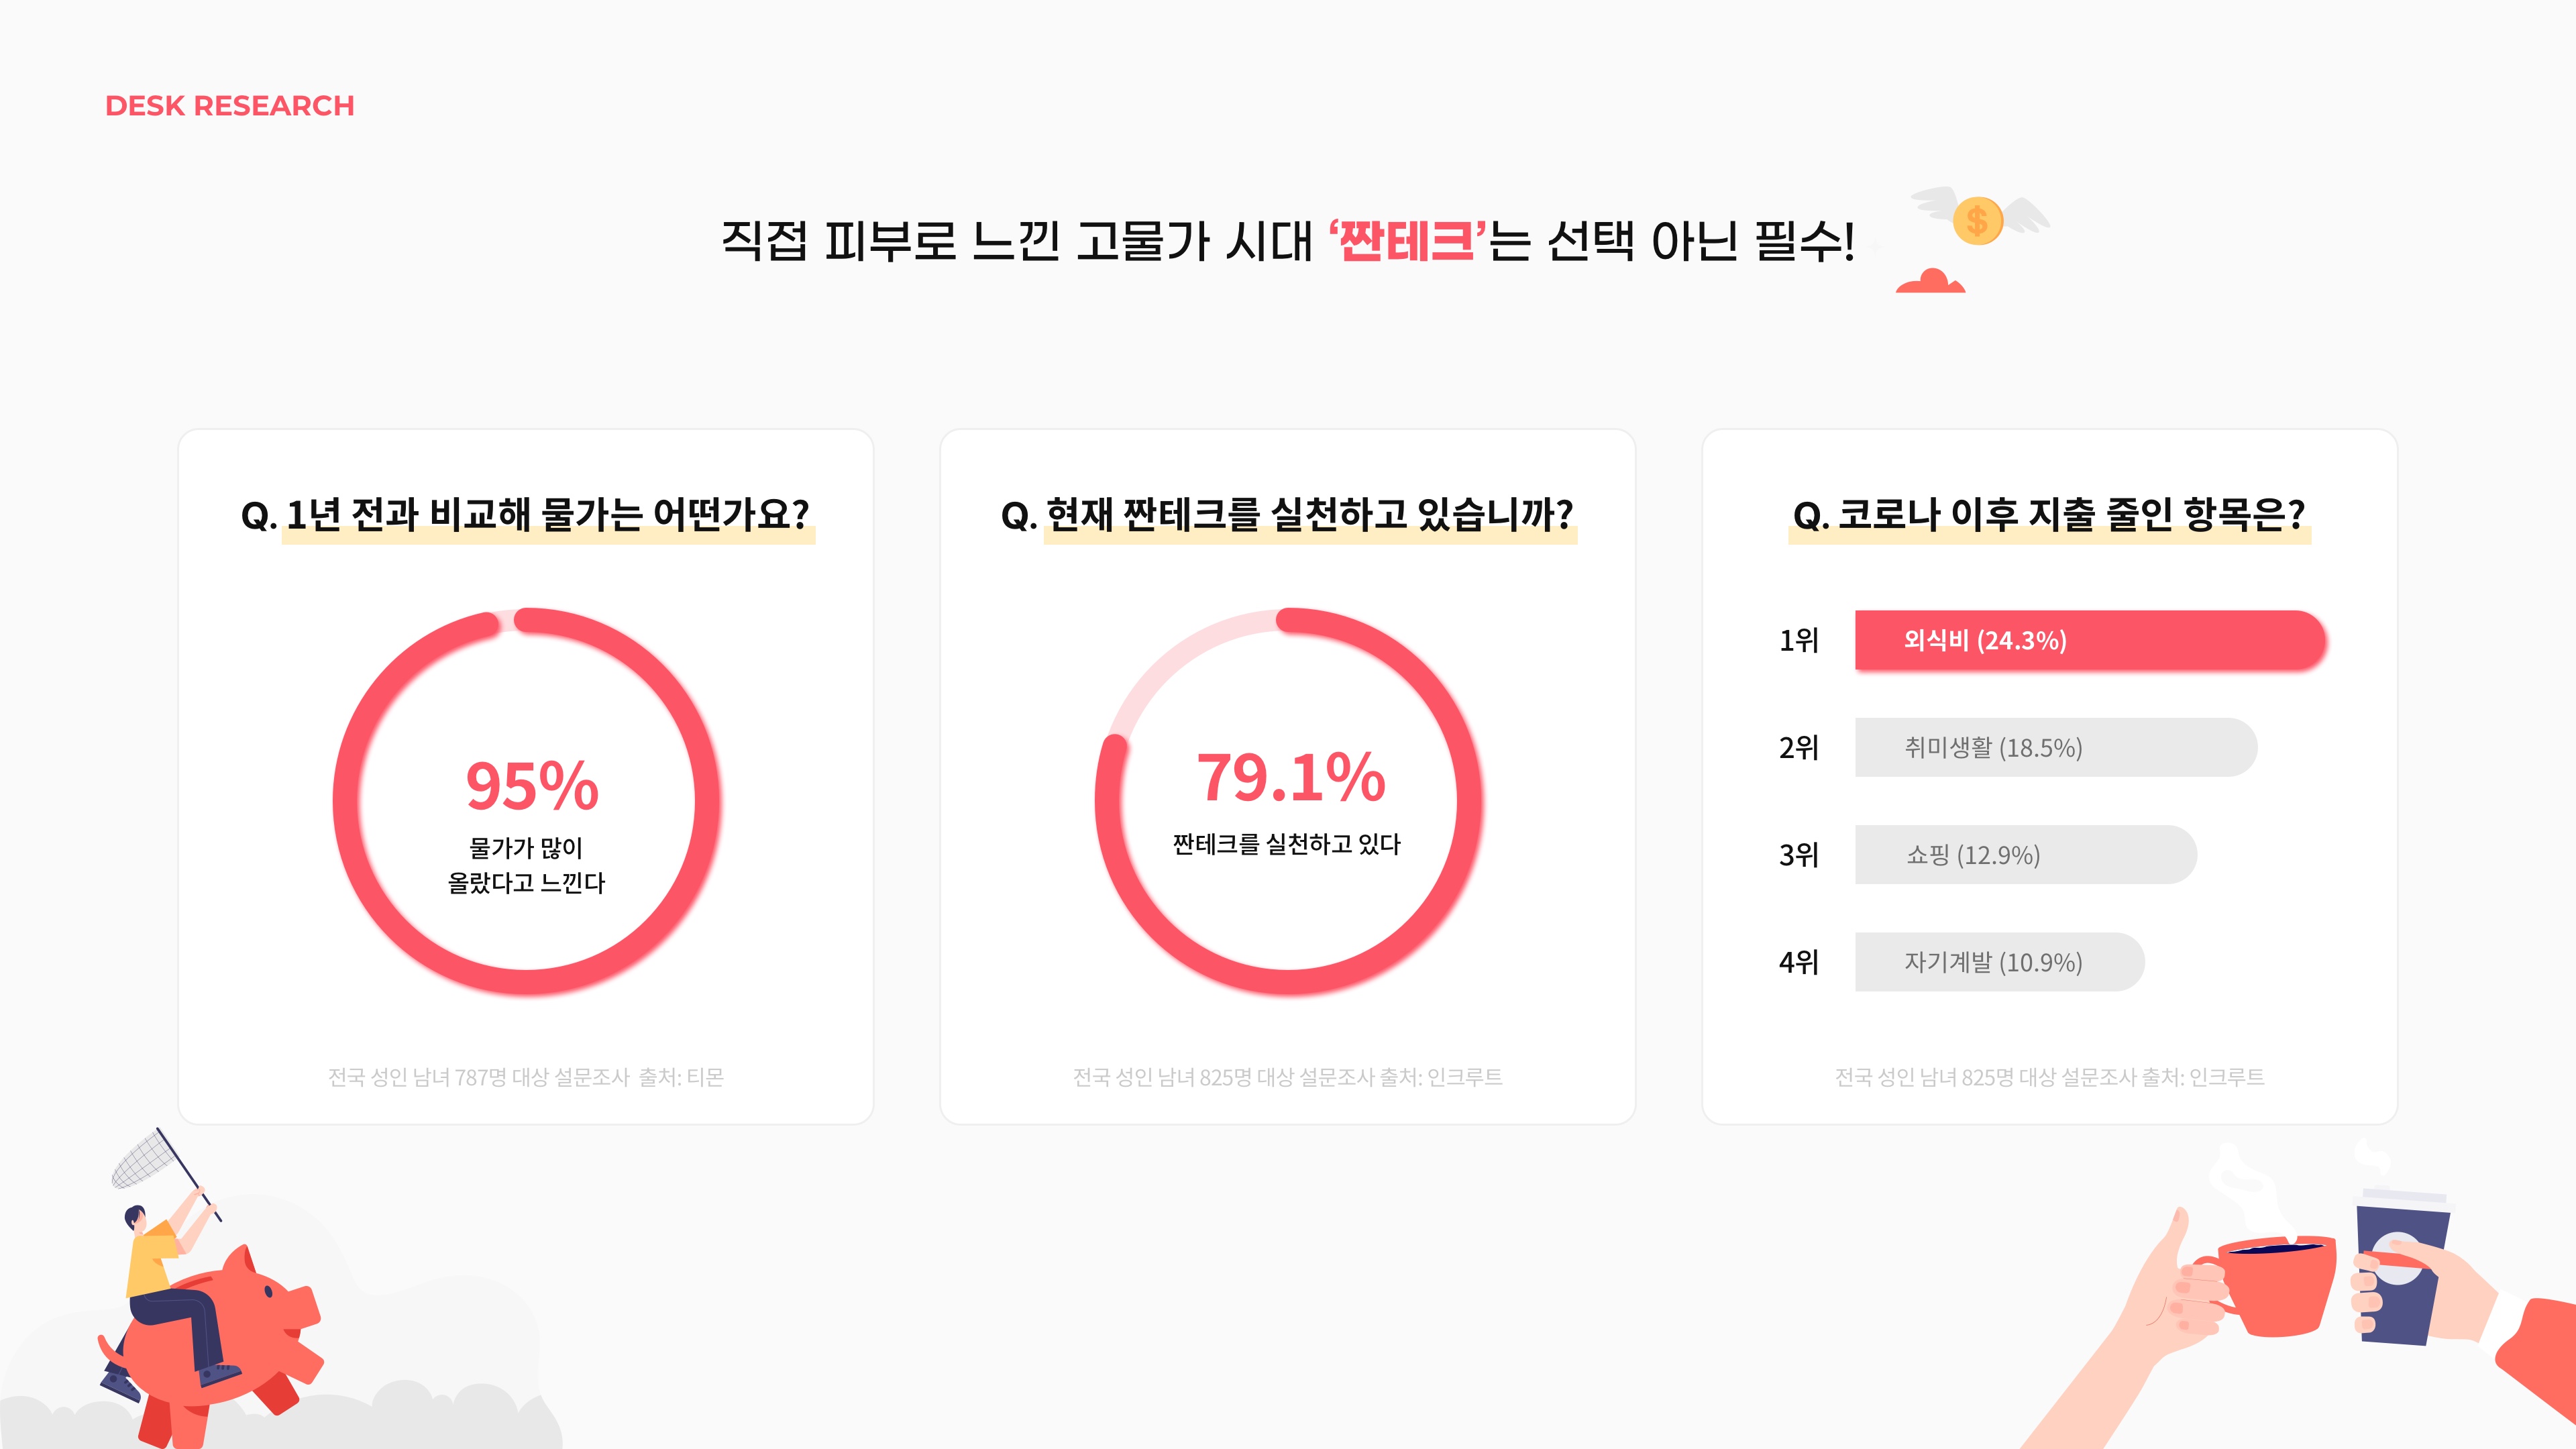 DESK RESEARCH
직접 피부로 느낀 고물가 시대 ‘짠테크’는 선택 아닌 필수!
$
Q. 1년 전과 비교해 물가는 어떤가요?
95%
물가가 많이
올랐다고 느낀다
전국 성인 남녀 787명 대상 설문조사 출처: 티몬
Q. 현재 짠테크를 실천하고 있습니까?
79.1%
짠테크를 실천하고 있다
전국 성인 남녀 825명 대상 설문조사 출처: 인크루트
Q. 코로나 이후 지출 줄인 항목은?
1위 외식비 (24.3%)
2위 취미생활 (18.5%)
3위 쇼핑 (12.9%)
4위 자기계발 (10.9%)
전국 성인 남녀 825명 대상 설문조사 출처: 인크루트